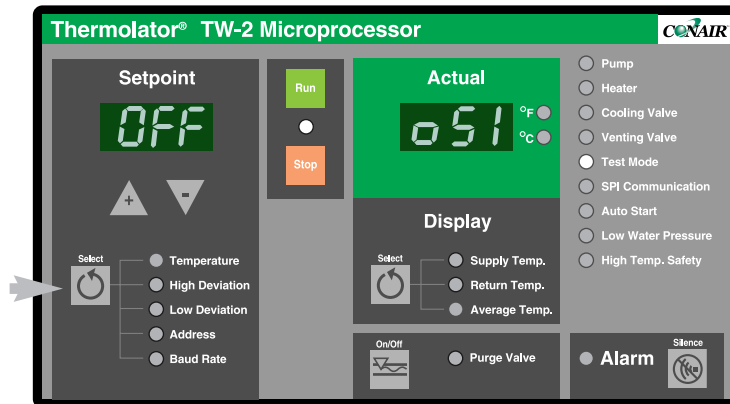 Thermolator® TW-2 Microprocessor
CONAIR
Setpoint
OFF
+
-
Select
Temperature
High Deviation
Low Deviation
Address
Baud Rate
Run
Stop
Actual
oS1
°F
°C
Display
Select
Supply Temp.
Return Temp.
Average Temp.
On/Off
Purge Valve
Pump
Heater
Cooling Valve
Venting Valve
Test Mode
SPI Communication
Auto Start
Low Water Pressure
High Temp. Safety
Alarm
Silence